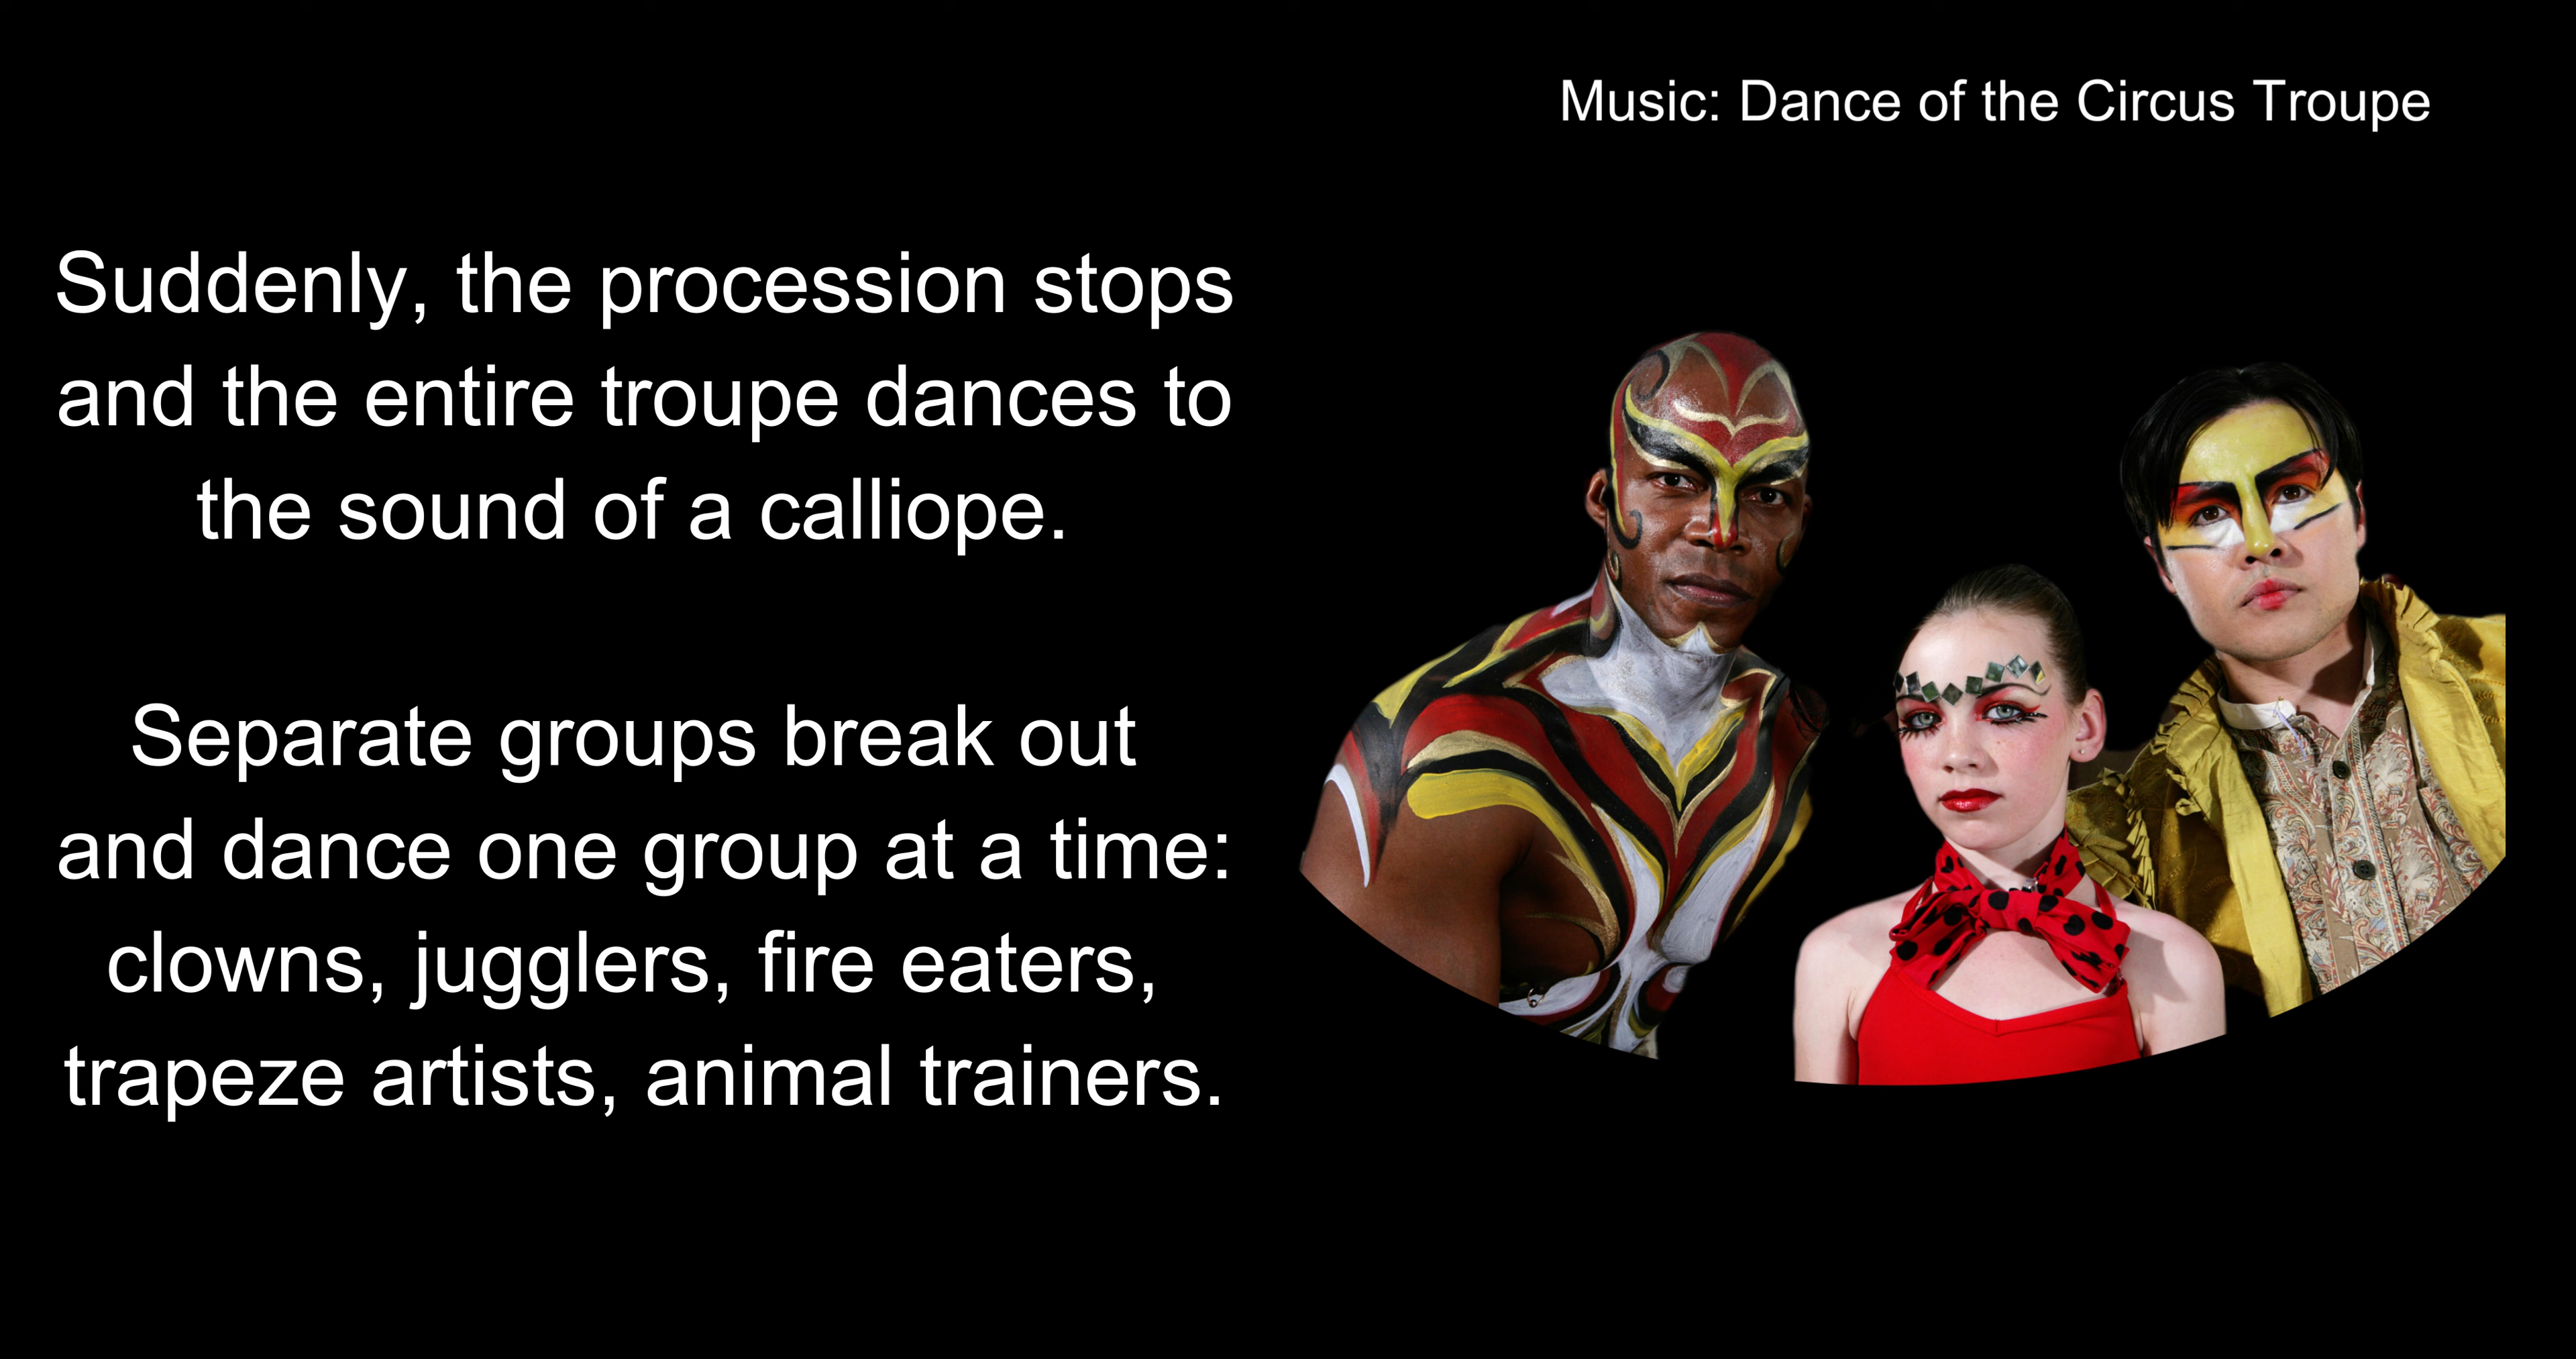 Music: Dance of the Circus Troupe
Suddenly, the procession stops
and the entire troupe dances to
the sound of a calliope.
Separate groups break out
and dance one group at a time:
clowns, jugglers, fire eaters,
trapeze artists, animal trainers.